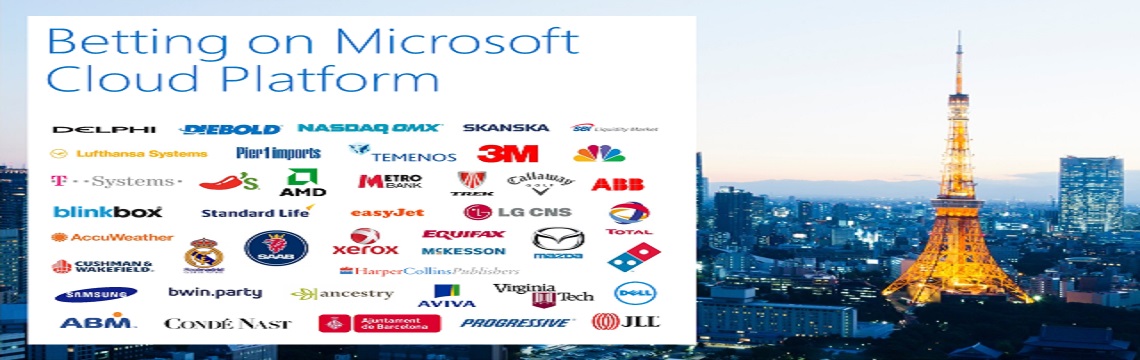 Betting on Microsoft
Cloud Platform
DELPHI DIEBOLD NASDAQ OMX SKANSKA SBI Liquidity Market
Lufthansa Systems Pier1 imports TEMENOS 3M
T Systems 's AMD METRO BANK TREK Callaway GOLF ABB
blinkbox Standard Life easyJet LG CNS TOTAL
AccuWeather RealMadrid SAAB xerox EQUIFAX MCKESSON mazda
CUSHMAN & WAKEFIELD HarperCollinsPublishers
SAMSUNG bwin.party ancestry AVIVA Virginia Tech DELL
ABM CONDÉ NAST Ajuntament de Barcelona PROGRESSIVE JLL